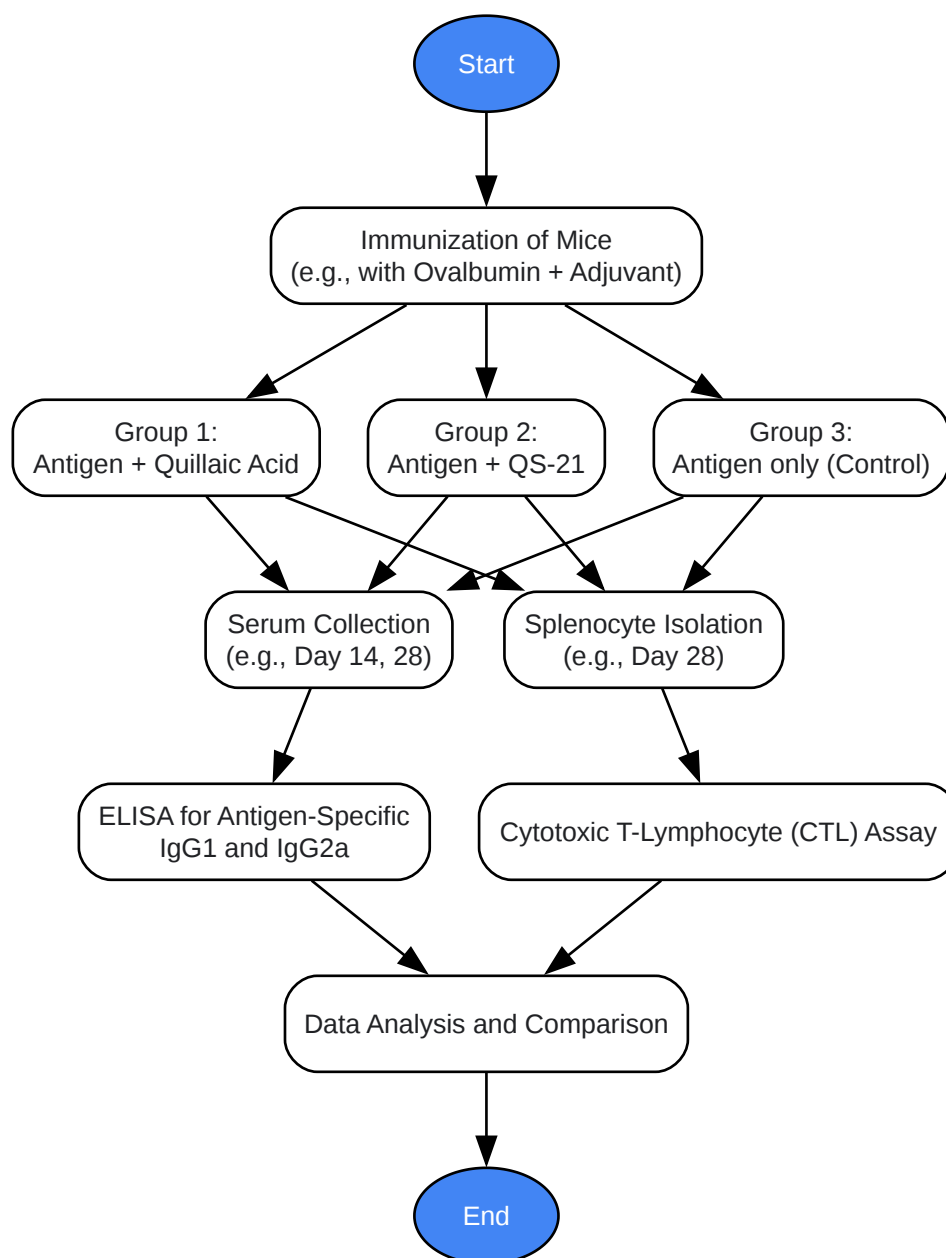 Start
Immunization of Mice
(e.g., with Ovalbumin + Adjuvant)
Group 1:
Antigen + Quillaic Acid
Group 2:
Antigen + QS-21
Group 3:
Antigen only (Control)
Serum Collection
(e.g., Day 14, 28)
Splenocyte Isolation
(e.g., Day 28)
ELISA for Antigen-Specific
IgG1 and IgG2a
Cytotoxic T-Lymphocyte (CTL) Assay
Data Analysis and Comparison
End